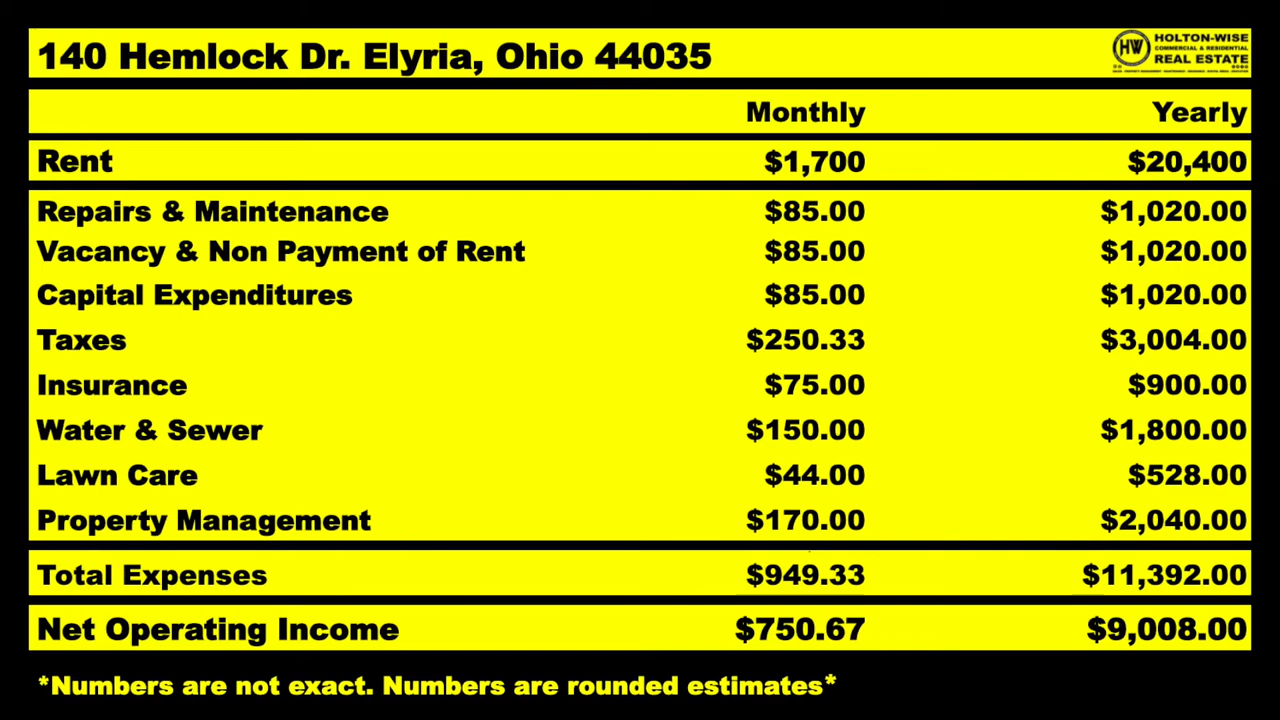 140 Hemlock Dr. Elyria, Ohio 44035
HW
HOLTON-WISE
COMMERCIAL & RESIDENTIAL
REAL ESTATE
Monthly Yearly
Rent $1,700 $20,400
Repairs & Maintenance $85.00 $1,020.00
Vacancy & Non Payment of Rent $85.00 $1,020.00
Capital Expenditures $85.00 $1,020.00
Taxes $250.33 $3,004.00
Insurance $75.00 $900.00
Water & Sewer $150.00 $1,800.00
Lawn Care $44.00 $528.00
Property Management $170.00 $2,040.00
Total Expenses $949.33 $11,392.00
Net Operating Income $750.67 $9,008.00
*Numbers are not exact. Numbers are rounded estimates*